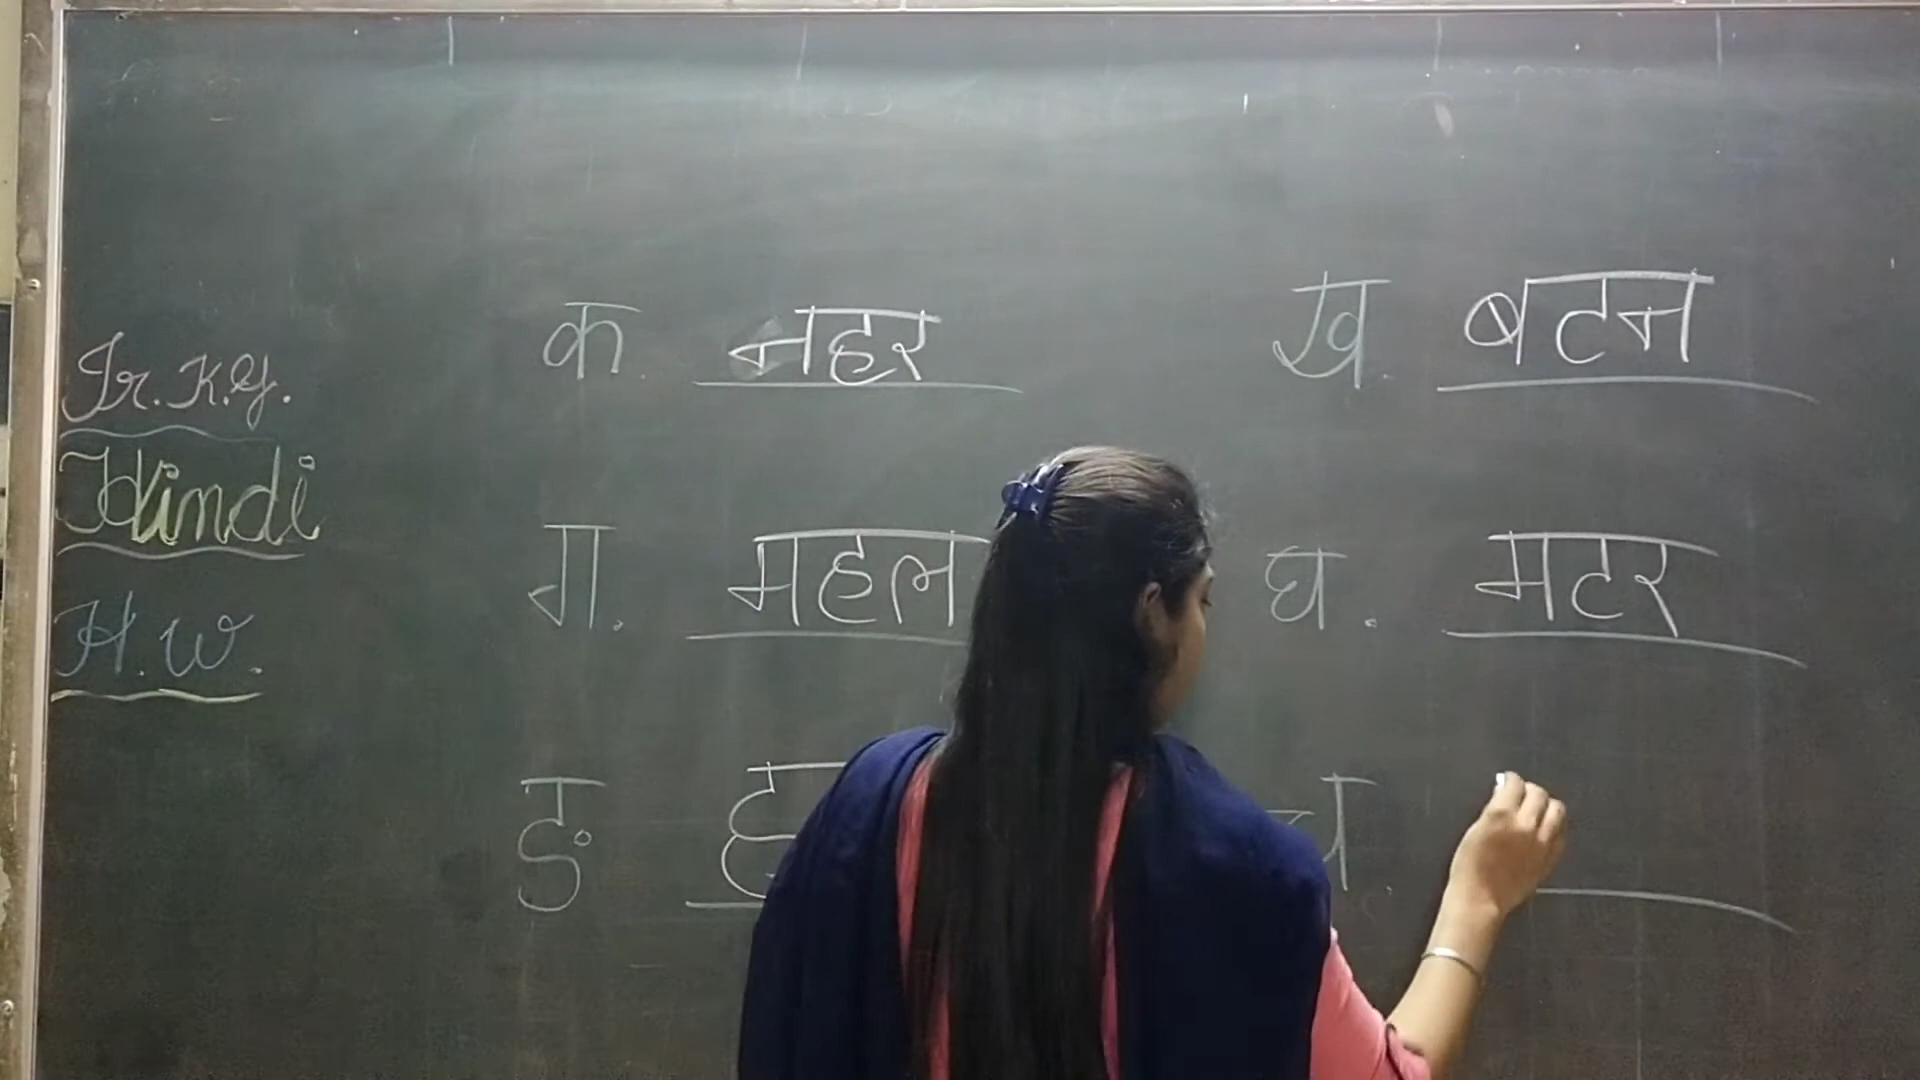 Jr. K.G.
Hindi
H.W.
क. नहर
ख. बटन
ग. महल
घ. मटर
ङ